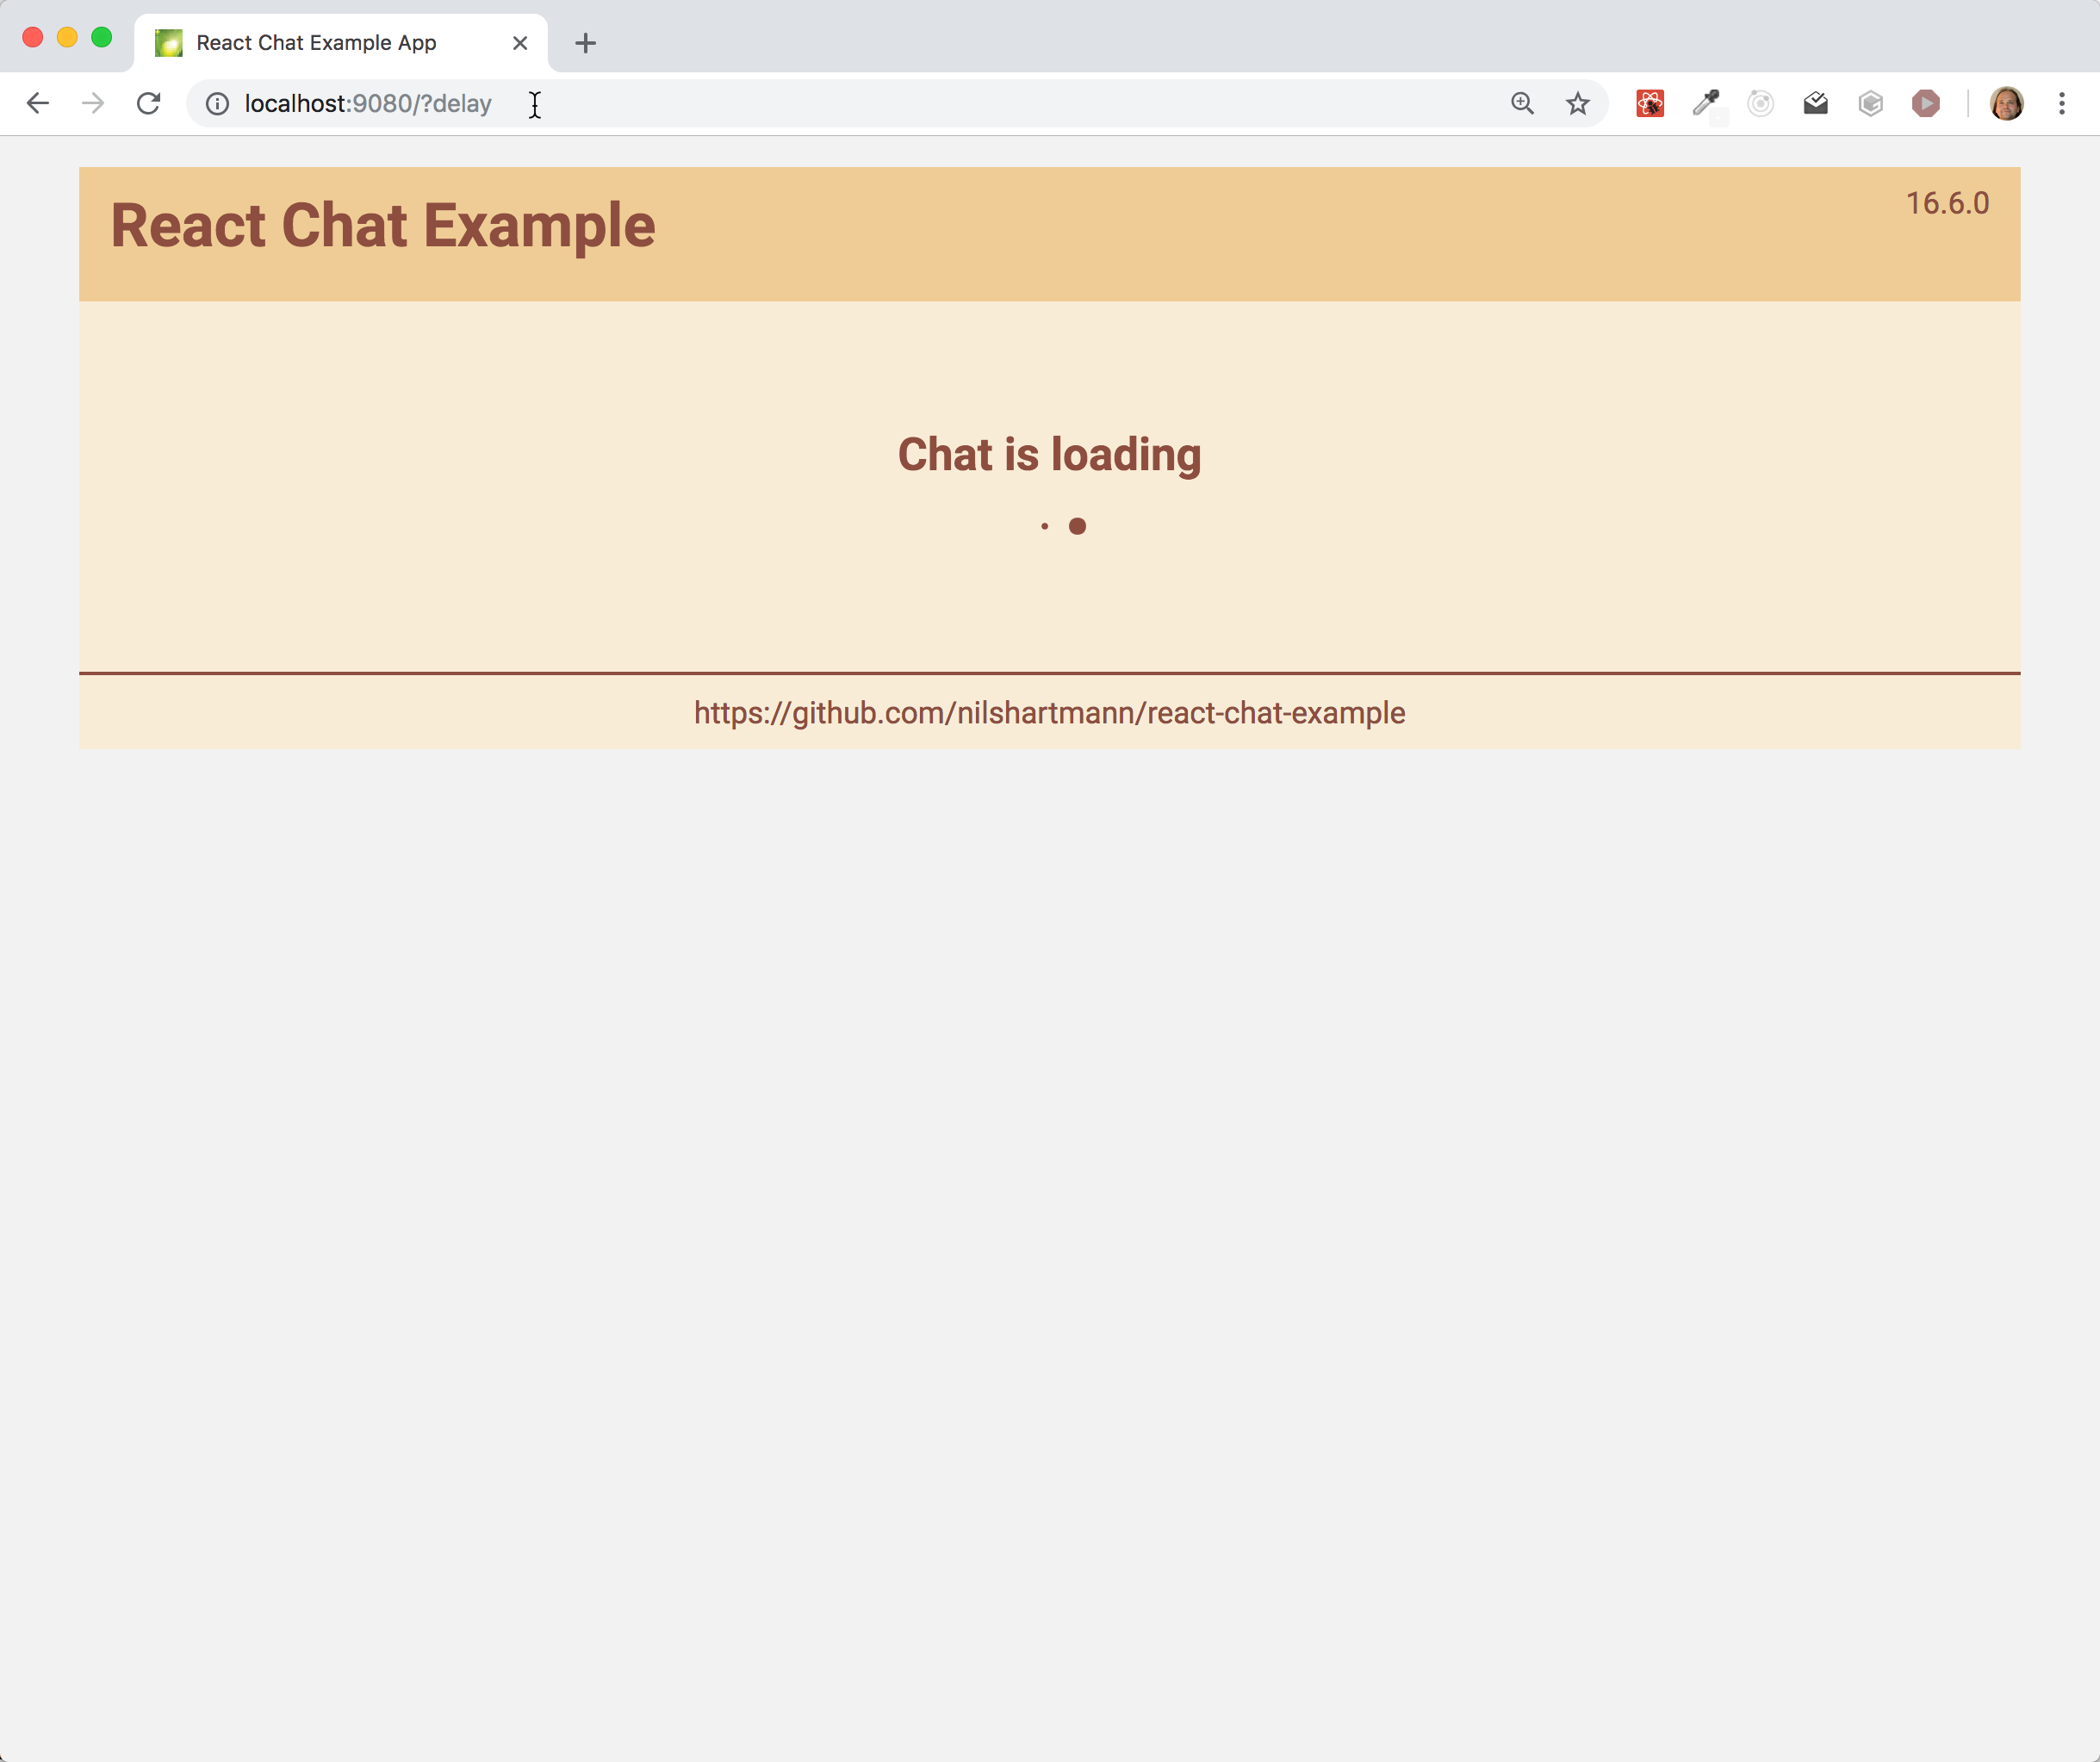 React Chat Example App
localhost:9080/?delay
React Chat Example
16.6.0
Chat is loading
https://github.com/nilshartmann/react-chat-example